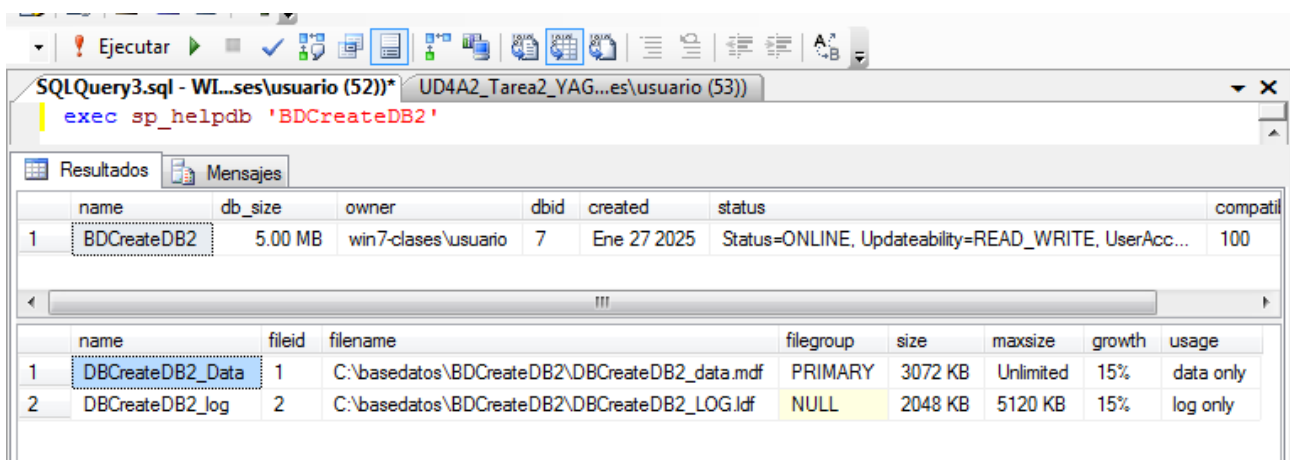 Ejecutar
SQLQuery3.sql - WI...ses\usuario (52))* UD4A2_Tarea2_YAG...es\usuario (53))
exec sp_helpdb 'BDCreateDB2'
Resultados Mensajes
name db_size owner dbid created status compatil
1 BDCreateDB2 5.00 MB win7-clases\usuario 7 Ene 27 2025 Status=ONLINE, Updateability=READ_WRITE, UserAcc... 100
name fileid filename filegroup size maxsize growth usage
1 DBCreateDB2_Data 1 C:\basedatos\BDCreateDB2\DBCreateDB2_data.mdf PRIMARY 3072 KB Unlimited 15% data only
2 DBCreateDB2_log 2 C:\basedatos\BDCreateDB2\DBCreateDB2_LOG.ldf NULL 2048 KB 5120 KB 15% log only